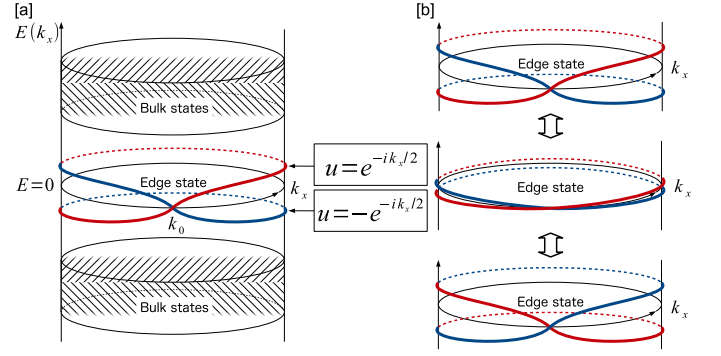 [a]
E(kₓ)
Bulk states
E=0
Edge state
kₓ
k₀
u=e^{-ikₓ/2}
u=-e^{-ikₓ/2}
Bulk states
[b]
Edge state
kₓ
kₓ
Edge state
Edge state
kₓ